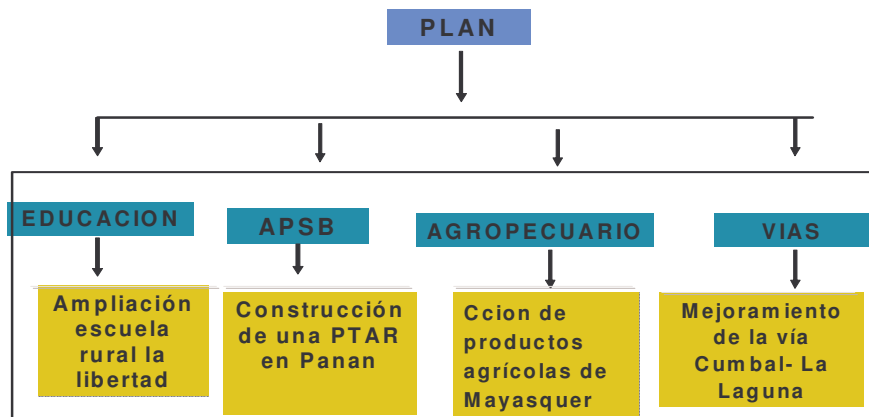 PLAN
EDUCACION
APSB
AGROPECUARIO
VIAS
Ampliación
escuela
rural la
libertad
Construcción
de una PTAR
en Panan
Ccion de
productos
agrícolas de
Mayasquer
Mejoramiento
de la vía
Cumbal- La
Laguna